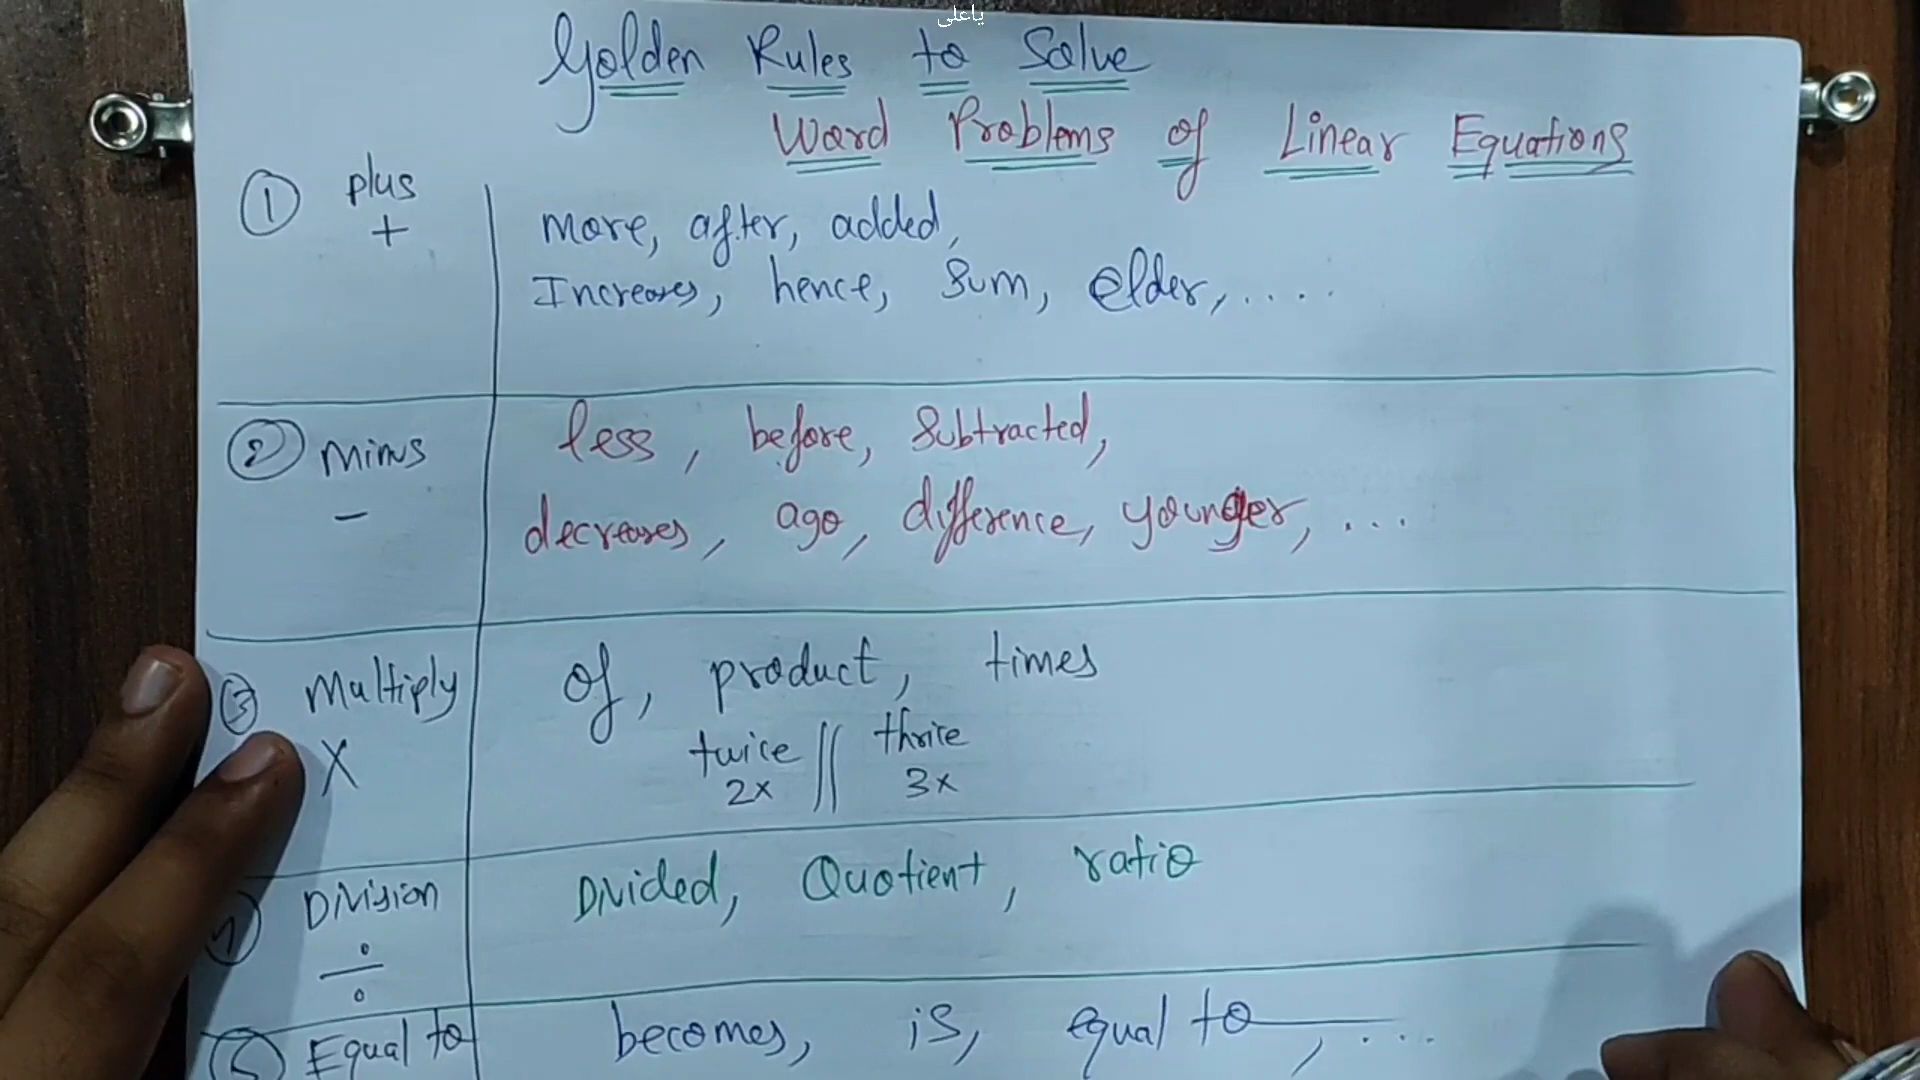 ياعلى
Golden Rules to Solve
Word Problems of Linear Equations
① plus
+
more, after, added,
Increases, hence, sum, elder, .....
② minus
−
less, before, subtracted,
decreases, ago, difference, younger, ...
③ Multiply
X
of, product, times
twice || thrice
2x 3x
④ Division
÷
Divided, Quotient, ratio
⑤ Equal to
becomes, is, equal to, ....